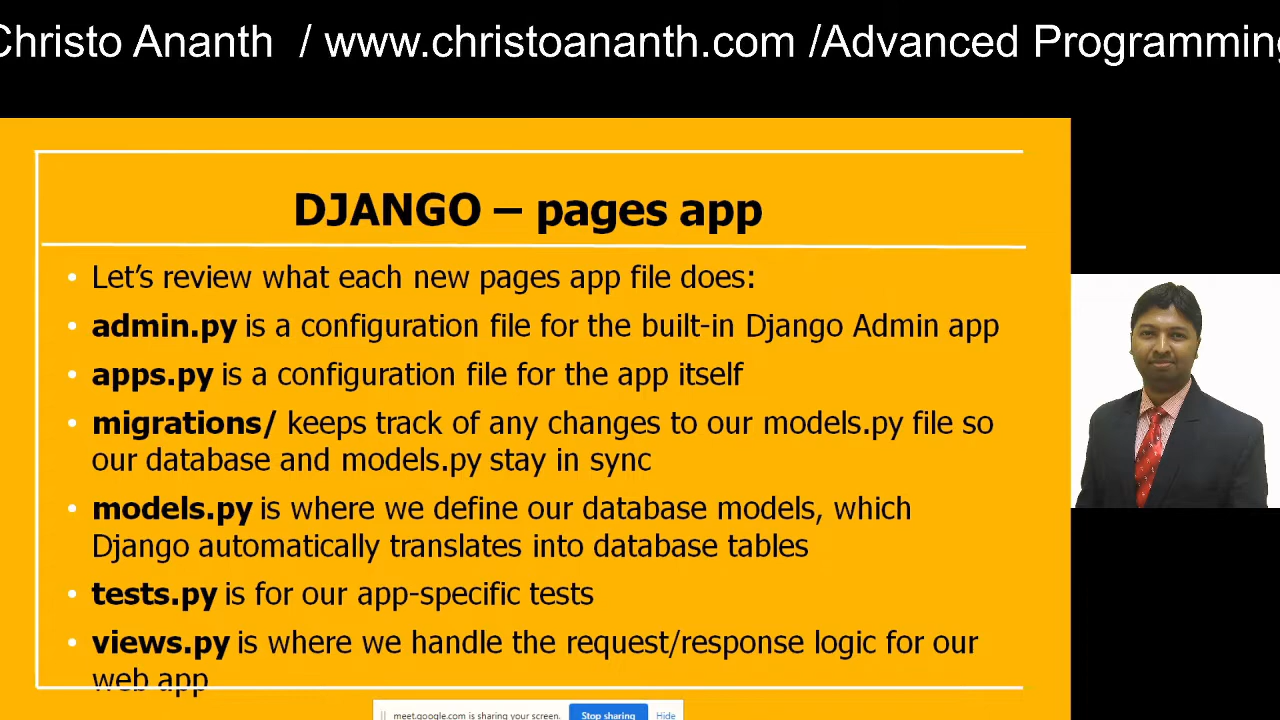 Christo Ananth / www.christoananth.com /Advanced Programming
DJANGO – pages app
• Let's review what each new pages app file does:
• admin.py is a configuration file for the built-in Django Admin app
• apps.py is a configuration file for the app itself
• migrations/ keeps track of any changes to our models.py file so
our database and models.py stay in sync
• models.py is where we define our database models, which
Django automatically translates into database tables
• tests.py is for our app-specific tests
• views.py is where we handle the request/response logic for our
web app
meet.google.com is sharing your screen. Stop sharing Hide